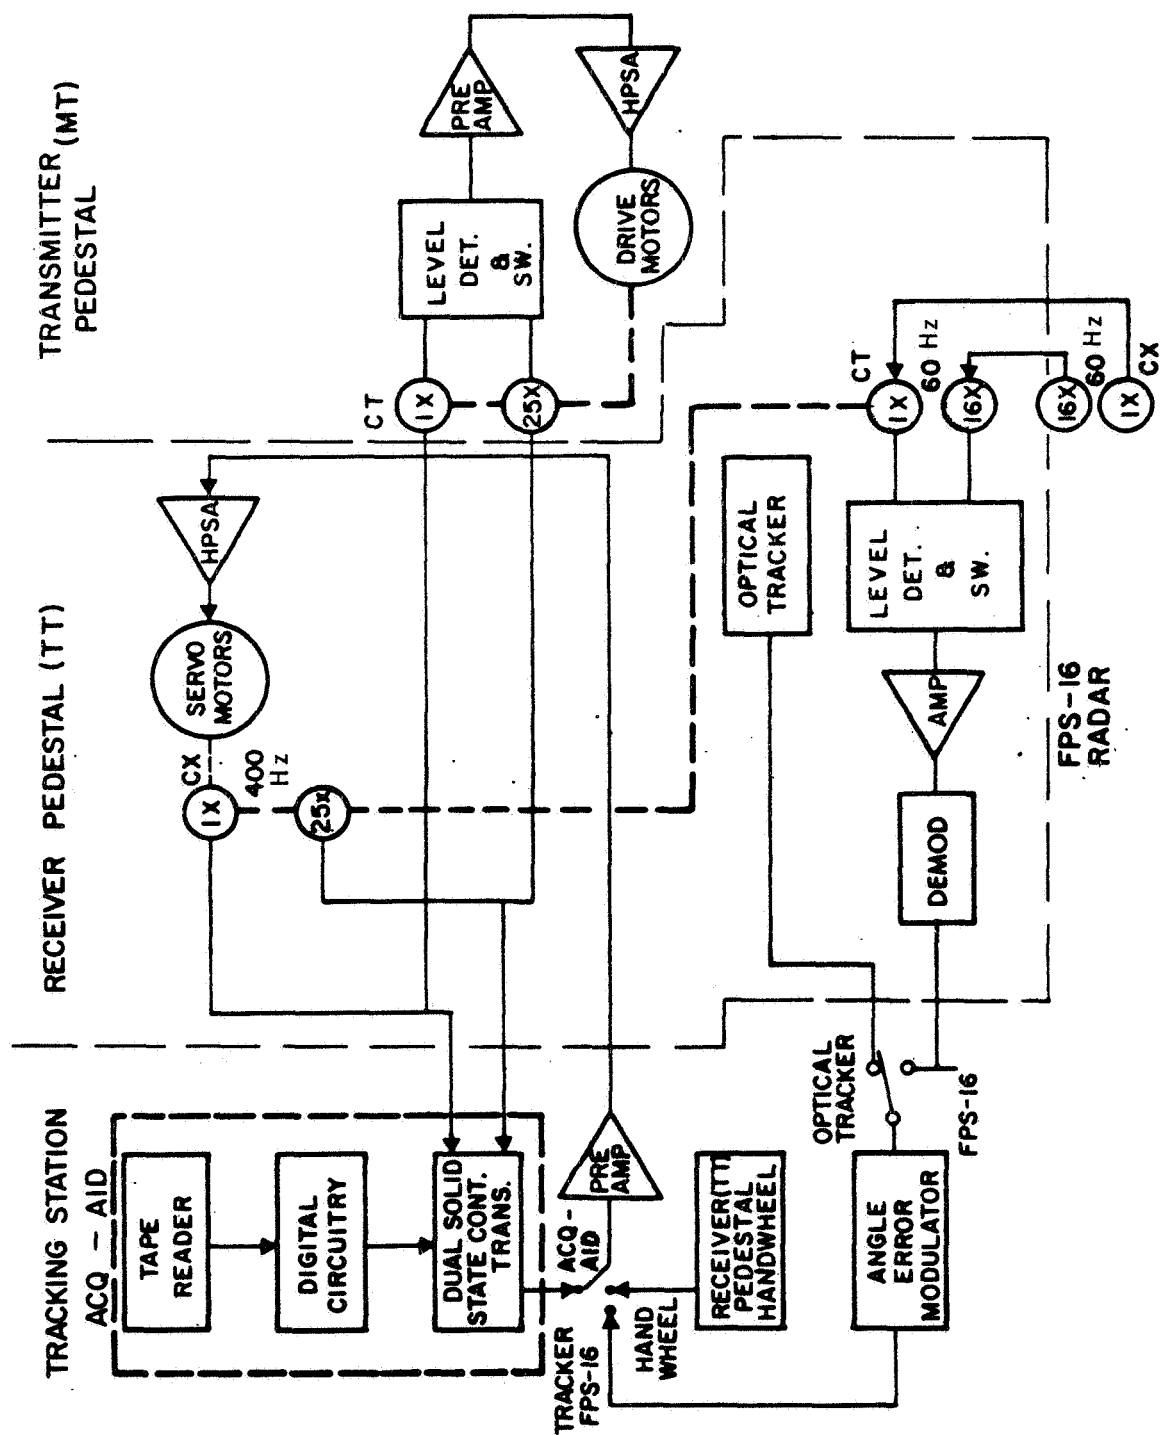 TRACKING STATION
ACQ - AID
TAPE
READER
DIGITAL
CIRCUITRY
DUAL SOLID
STATE CONT.
TRANS.
TRACKER
FPS-16
ACQ-
AID
HAND
WHEEL
PRE
AMP
RECEIVER(TT)
PEDESTAL
HANDWHEEL
ANGLE
ERROR
MODULATOR
OPTICAL
TRACKER
FPS-16
RECEIVER PEDESTAL (TT)
HPSA
SERVO
MOTORS
CX
1X
400
Hz
25X
OPTICAL
TRACKER
LEVEL
DET.
&
SW.
AMP
DEMOD
FPS-16
RADAR
TRANSMITTER (MT)
PEDESTAL
CT
1X
25X
LEVEL
DET.
&
SW.
PRE
AMP
HPSA
DRIVE
MOTORS
CT
1X
60 Hz
16X
16X
60 Hz
1X
CX